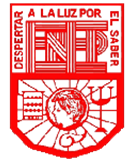 DESPERTAR A LA LUZ POR EL SABER
ENP